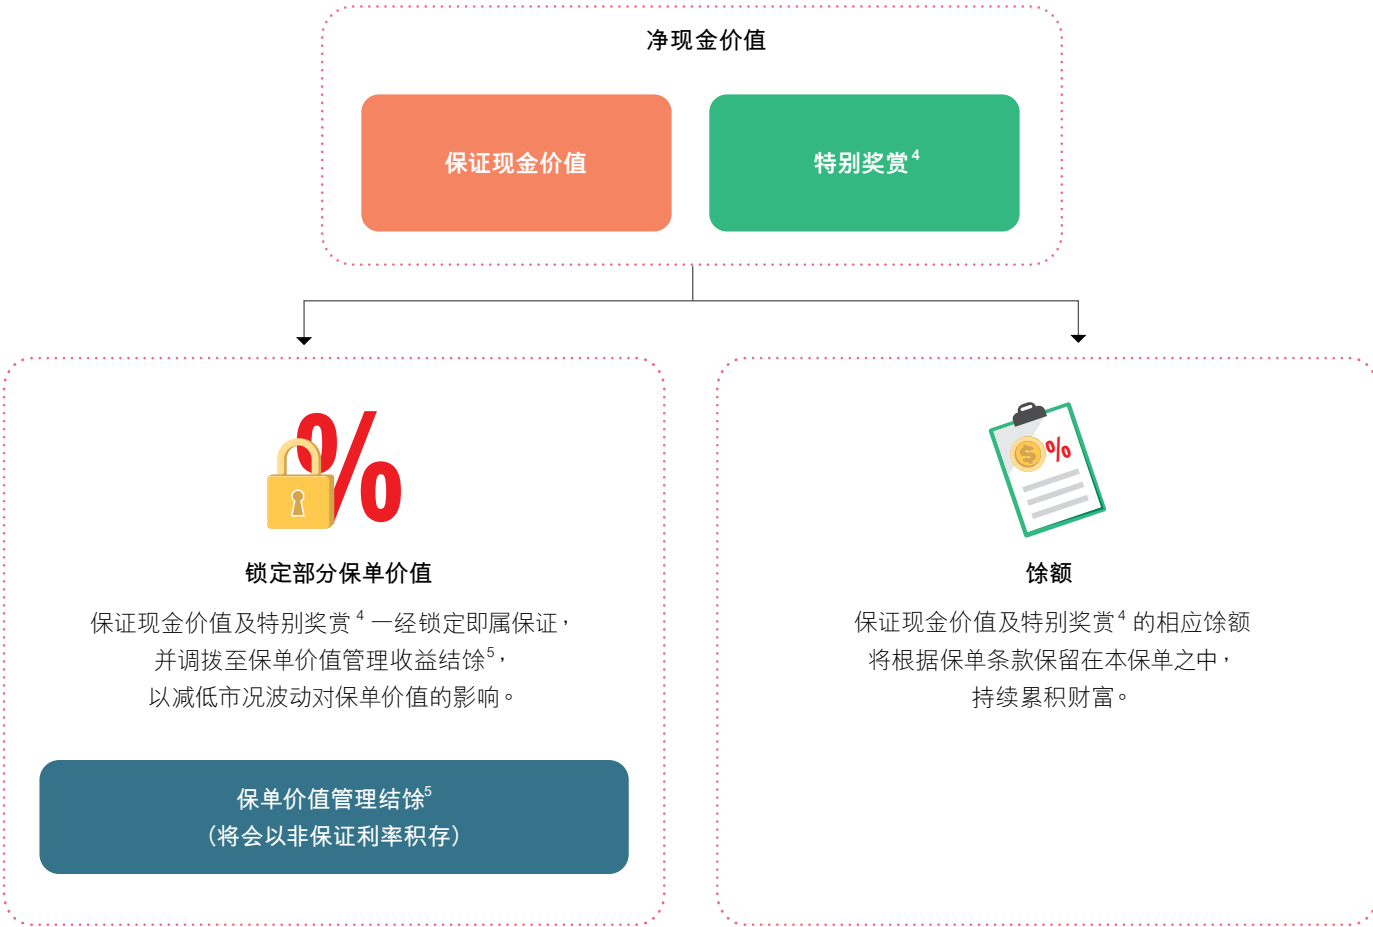 净现金价值
保证现金价值
特别奖赏4
%
锁定部分保单价值
保证现金价值及特别奖赏4 一经锁定即属保证，
并调拨至保单价值管理收益结馀5，
以减低市况波动对保单价值的影响。
保单价值管理结馀5
（将会以非保证利率积存）
$%
馀额
保证现金价值及特别奖赏4 的相应馀额
将根据保单条款保留在本保单之中，
持续累积财富。